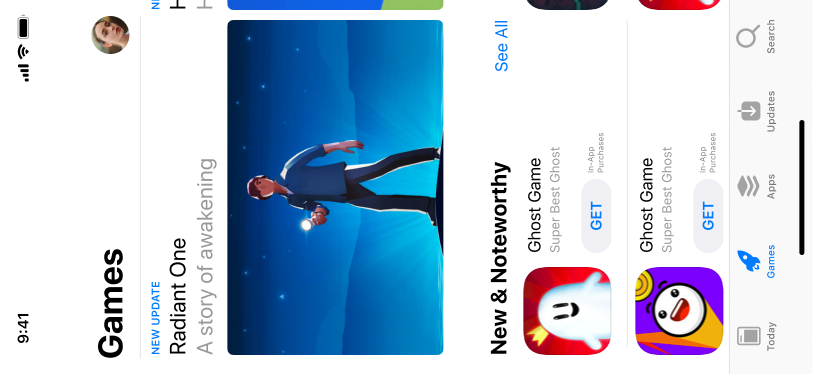 9:41
Games
NEW UPDATE
Radiant One
A story of awakening
New & Noteworthy
See All
Ghost Game
Super Best Ghost
GET
In-App
Purchases
Ghost Game
Super Best Ghost
GET
In-App
Purchases
Today
Games
Apps
Updates
Search